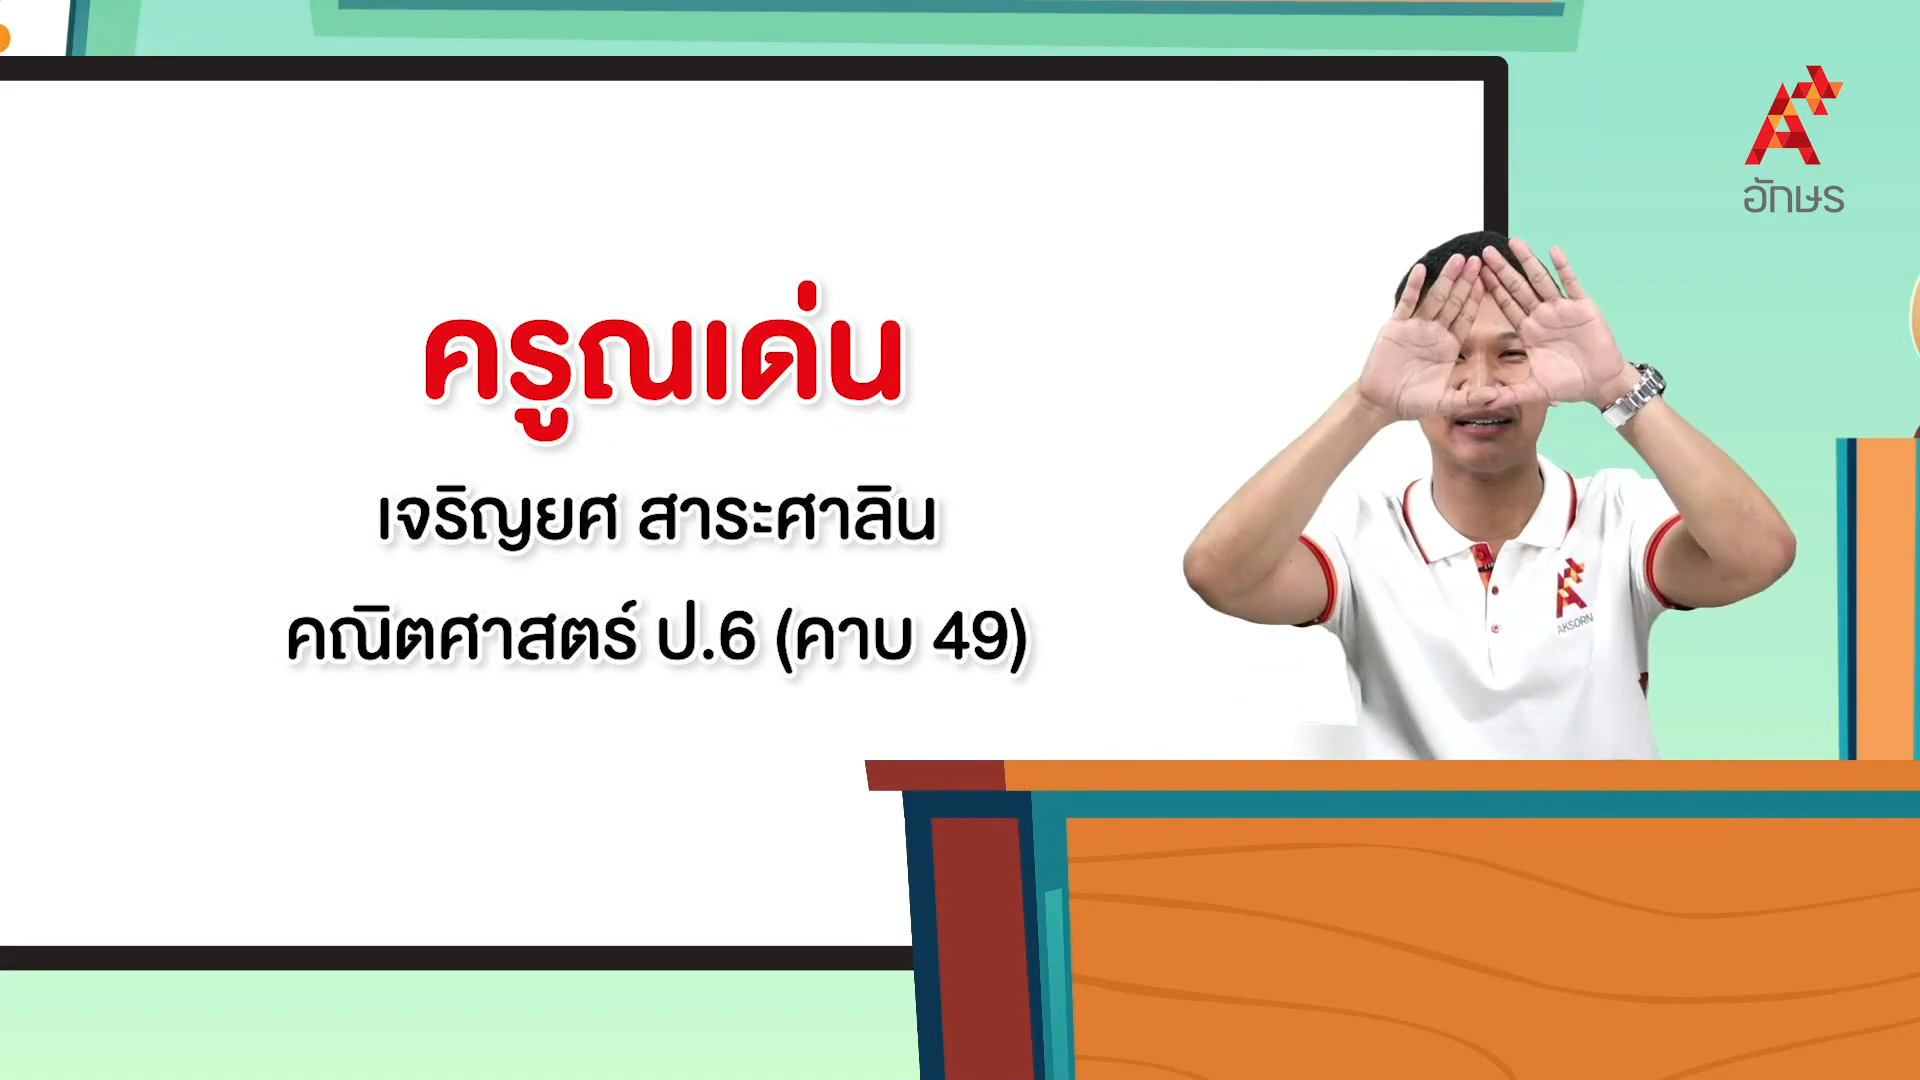 ครูณเด่น
เจริญยศ สาระศาลิน
คณิตศาสตร์ ป.6 (คาบ 49)
อักษร
AKSORN